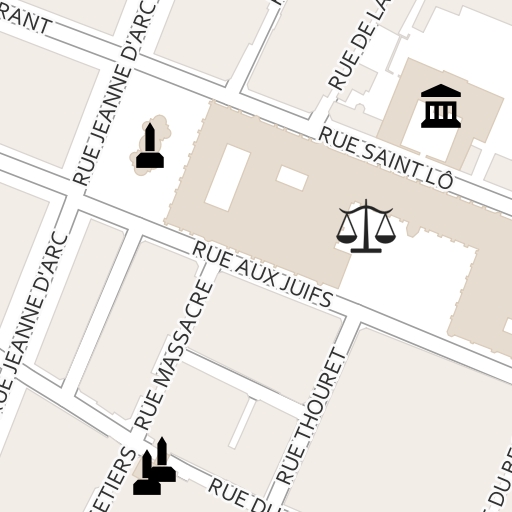 RANT
RUE JEANNE D'ARC
RUE DE LA
RUE SAINT LÔ
RUE AUX JUIFS
RUE JEANNE D'ARC
RUE MASSACRE
RUE THOURET
ETIERS
RUE DU
DU BE